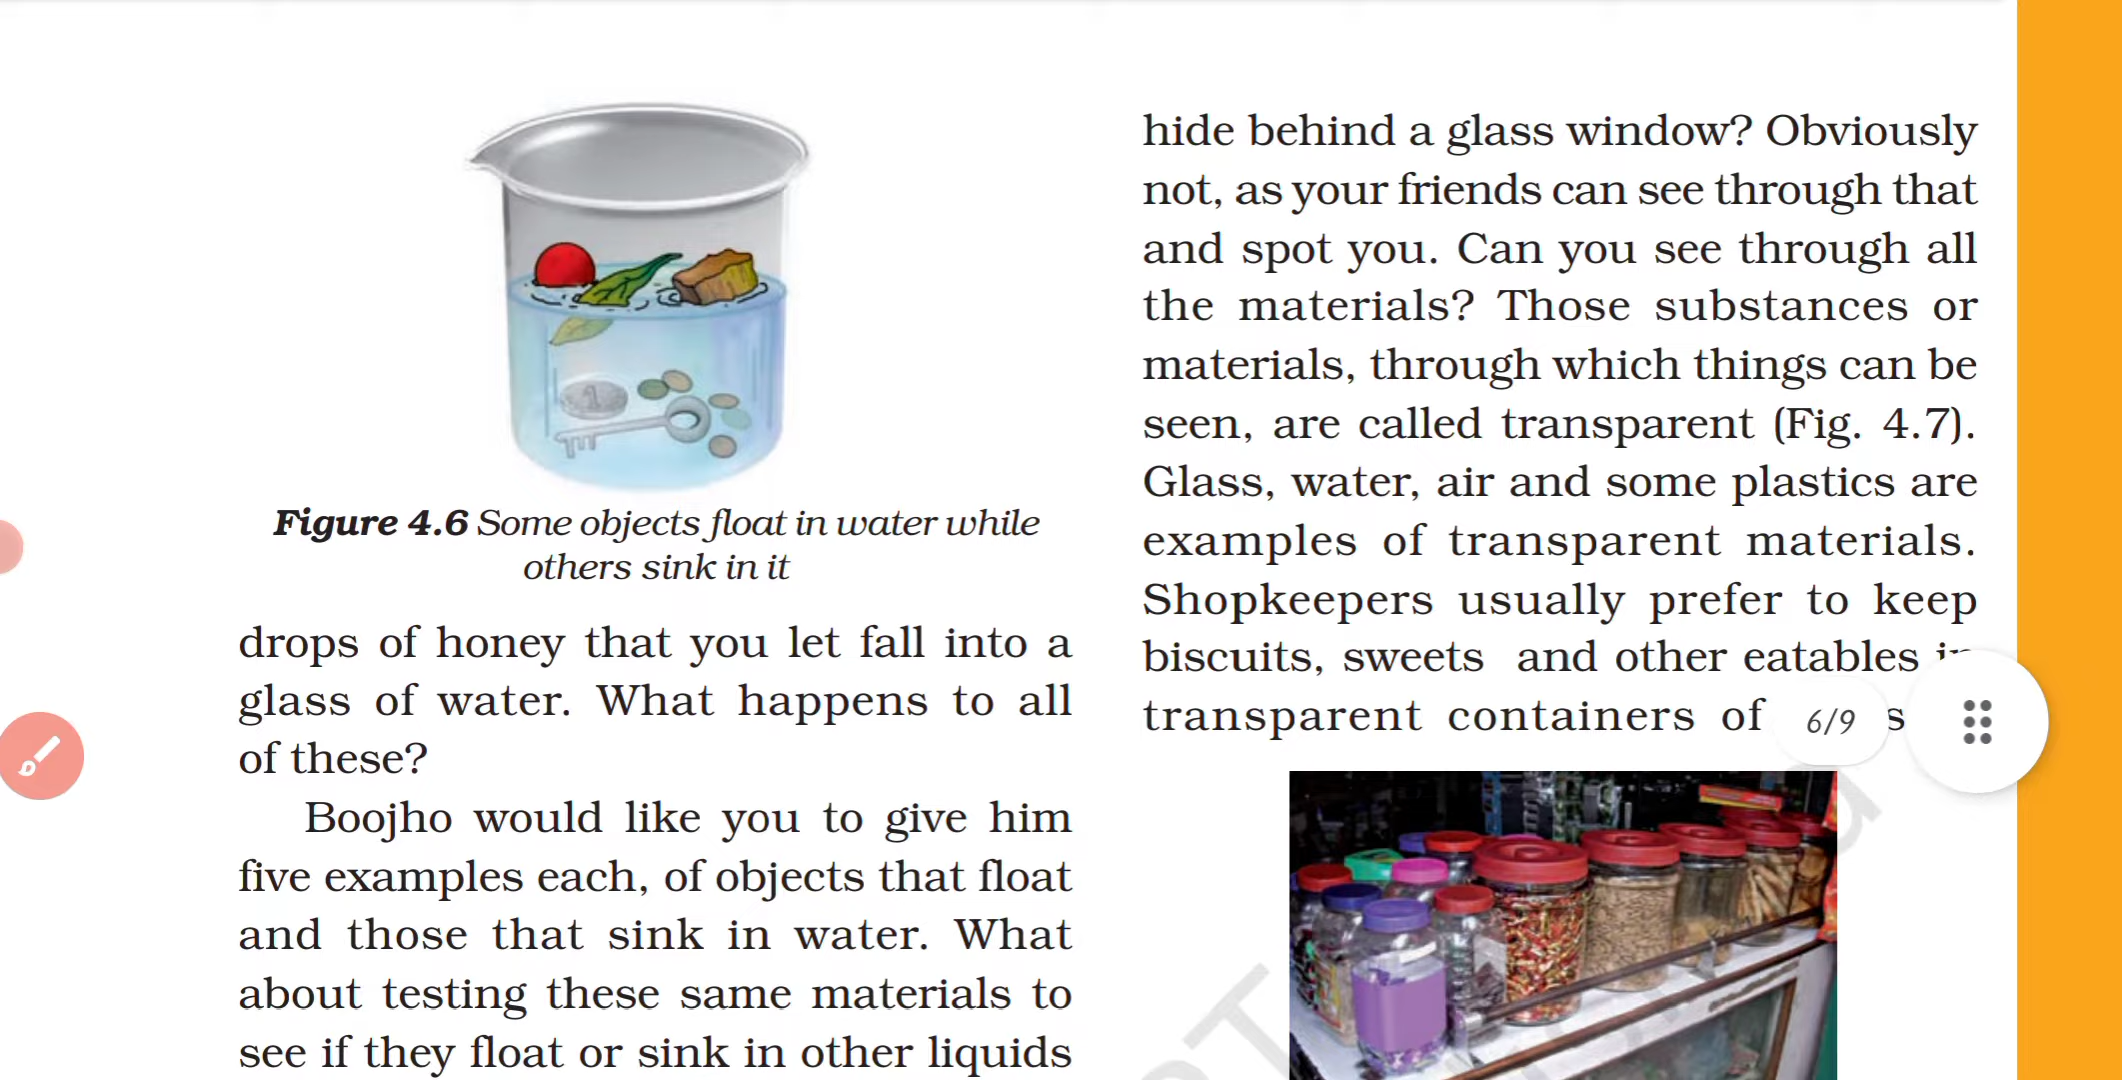 Figure 4.6 Some objects float in water while
others sink in it
drops of honey that you let fall into a
glass of water. What happens to all
of these?
Boojho would like you to give him
five examples each, of objects that float
and those that sink in water. What
about testing these same materials to
see if they float or sink in other liquids
hide behind a glass window? Obviously
not, as your friends can see through that
and spot you. Can you see through all
the materials? Those substances or
materials, through which things can be
seen, are called transparent (Fig. 4.7).
Glass, water, air and some plastics are
examples of transparent materials.
Shopkeepers usually prefer to keep
biscuits, sweets and other eatables
transparent containers of
6/9